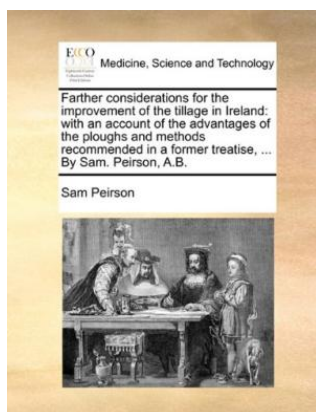 ECCO
Medicine, Science and Technology
Farther considerations for the
improvement of the tillage in Ireland:
with an account of the advantages of
the ploughs and methods
recommended in a former treatise, ...
By Sam. Peirson, A.B.
Sam Peirson